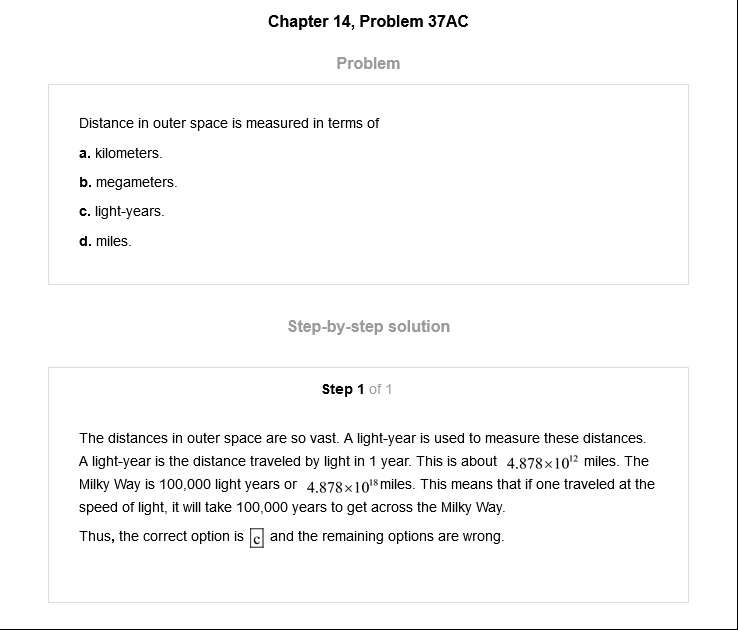 Chapter 14, Problem 37AC
Problem
Distance in outer space is measured in terms of
a. kilometers.
b. megameters.
c. light-years.
d. miles.
Step-by-step solution
Step 1 of 1
The distances in outer space are so vast. A light-year is used to measure these distances.
A light-year is the distance traveled by light in 1 year. This is about 4.878×10¹² miles. The
Milky Way is 100,000 light years or 4.878×10¹⁸ miles. This means that if one traveled at the
speed of light, it will take 100,000 years to get across the Milky Way.
Thus, the correct option is c and the remaining options are wrong.